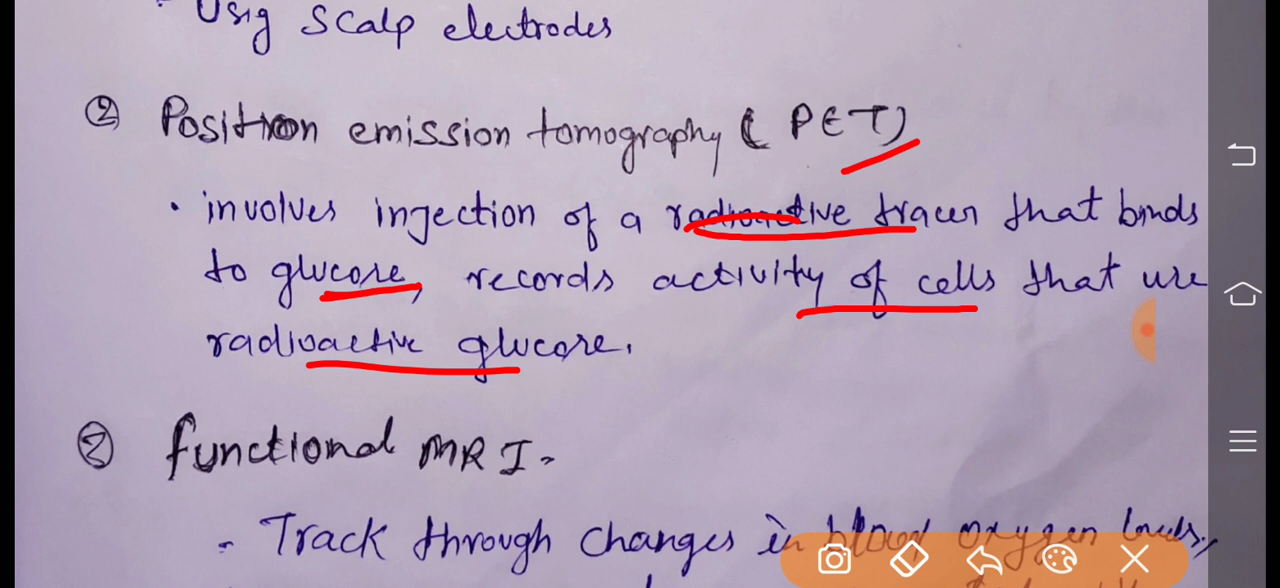 Usig scalp electrodes
② Position emission tomography (PET)
• involves injection of a radioactive tracer that binds
to glucose, records activity of cells that use
radioactive glucose.
② functional MRI-
- Track through changes in blood oxygen levels,